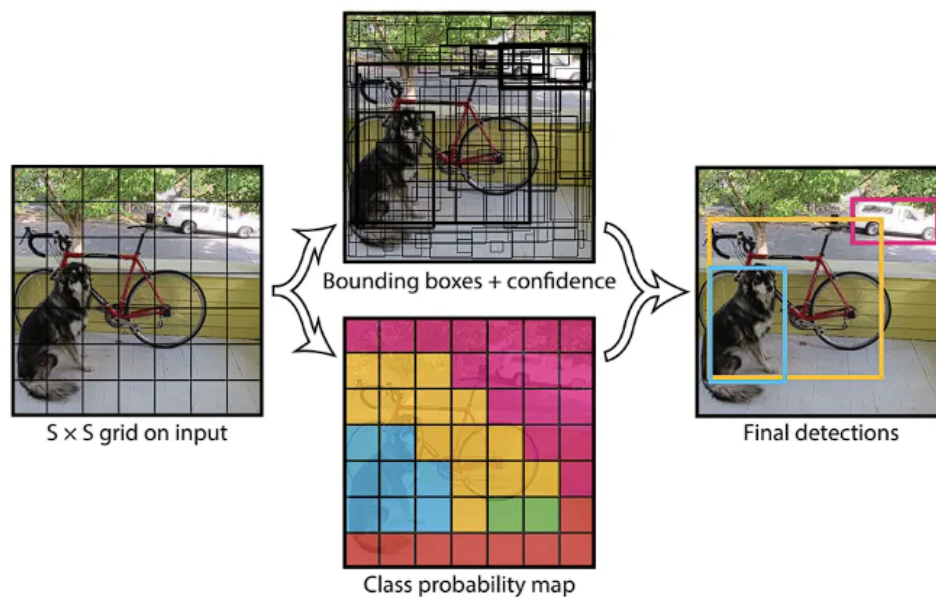 Bounding boxes + confidence
S × S grid on input
Final detections
Class probability map